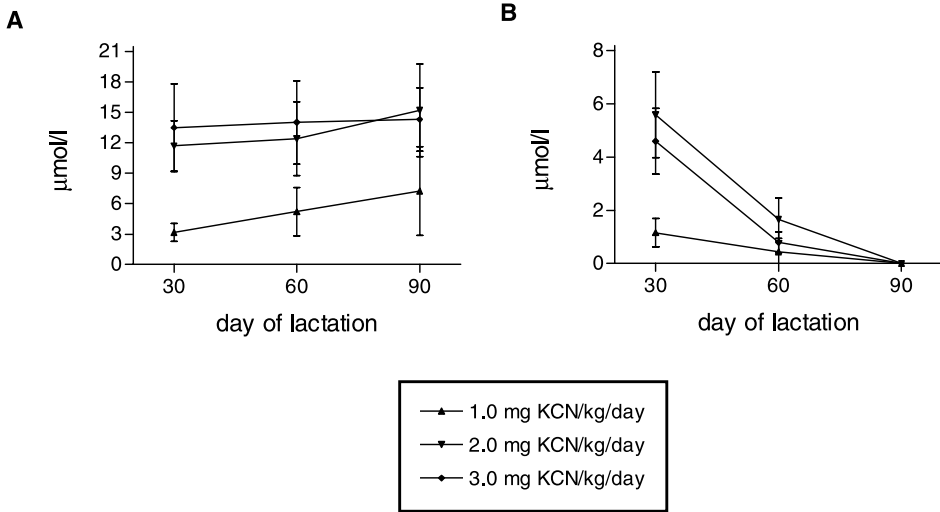 A
21
18
15
12
9
6
3
0
µmol/l
30 60 90
day of lactation
B
8
6
4
2
0
µmol/l
30 60 90
day of lactation
1.0 mg KCN/kg/day
2.0 mg KCN/kg/day
3.0 mg KCN/kg/day